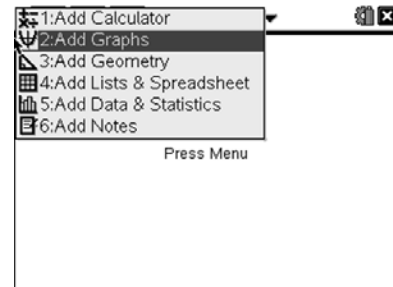 1:Add Calculator
2:Add Graphs
3:Add Geometry
4:Add Lists & Spreadsheet
5:Add Data & Statistics
6:Add Notes
Press Menu